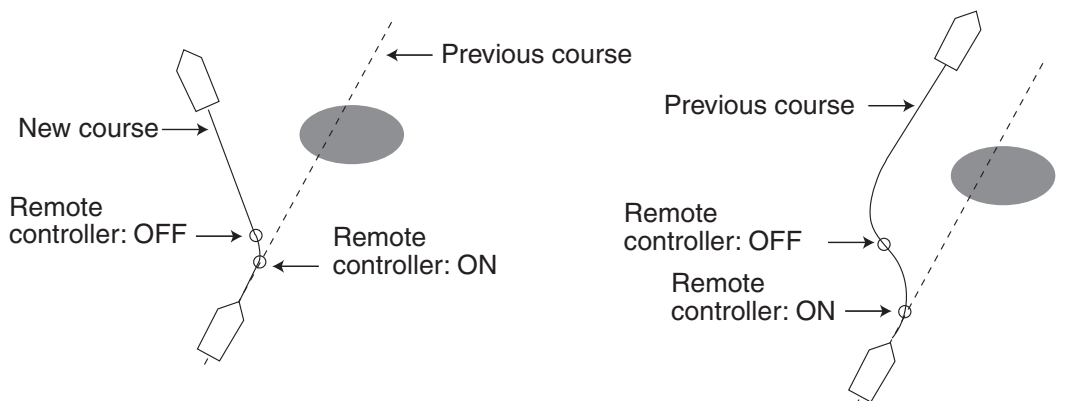 Previous course
New course
Remote
controller: OFF
Remote
controller: ON
Previous course
Remote
controller: OFF
Remote
controller: ON